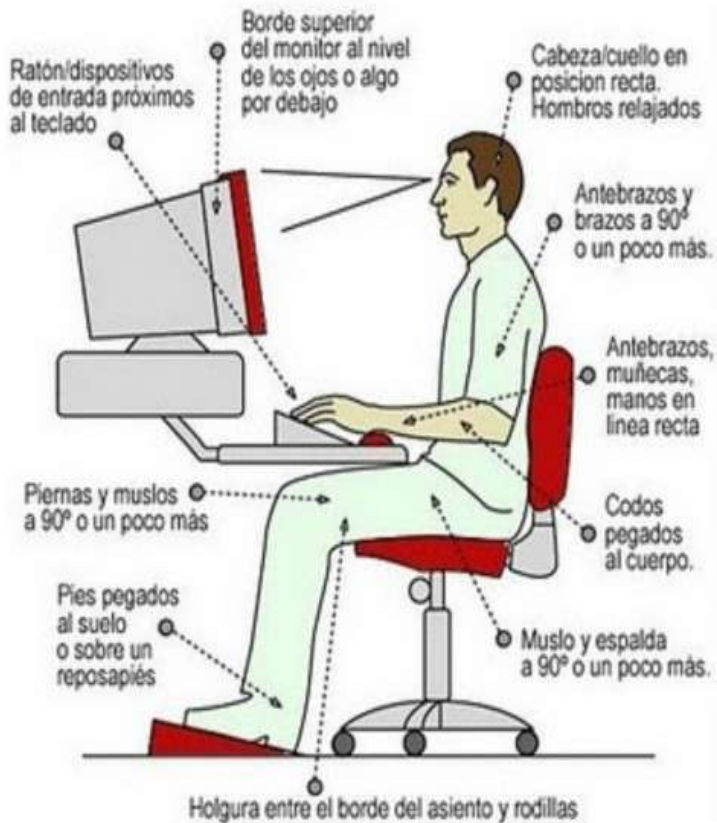 Borde superior
del monitor al nivel
de los ojos o algo
por debajo
Ratón/dispositivos
de entrada próximos
al teclado
Cabeza/cuello en
posicion recta.
Hombros relajados
Antebrazos y
brazos a 90º
o un poco más.
Antebrazos,
muñecas,
manos en
linea recta
Piernas y muslos
a 90º o un poco más
Codos
pegados
al cuerpo.
Pies pegados
al suelo
o sobre un
reposapiés
Muslo y espalda
a 90º o un poco más.
Holgura entre el borde del asiento y rodillas